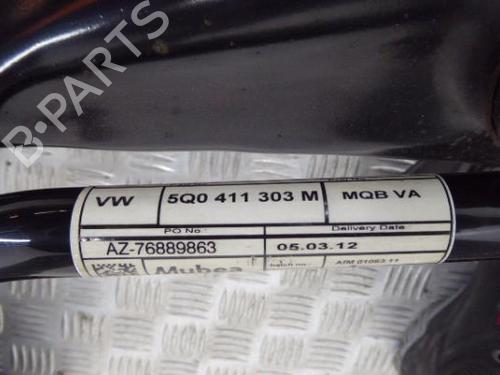 B-PARTS
VW 5Q0 411 303 M MQB VA
PO No.: Delivery Date
AZ-76889863 05.03.12
Mubea